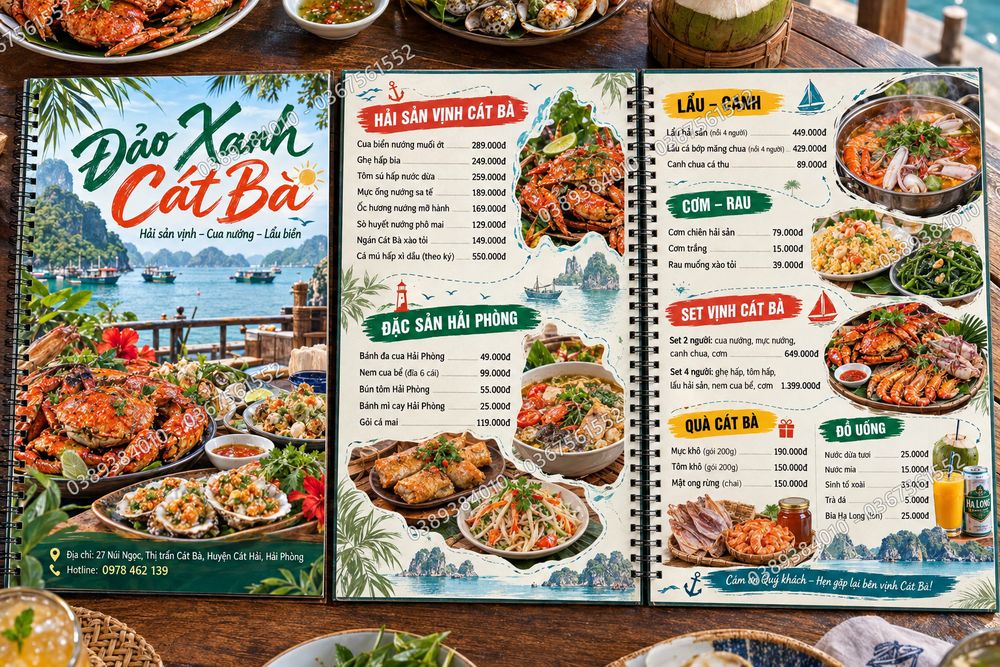 Đảo Xanh
Cát Bà
Hải sản vịnh – Cua nướng – Lẩu biển
Địa chỉ: 27 Núi Ngọc, Thị trấn Cát Bà, Huyện Cát Hải, Hải Phòng
Hotline: 0978 462 139
HẢI SẢN VỊNH CÁT BÀ
Cua biển nướng muối ớt 289.000đ
Ghẹ hấp bia 249.000đ
Tôm sú hấp nước dừa 259.000đ
Mực ống nướng sa tế 189.000đ
Ốc hương nướng mỡ hành 169.000đ
Sò huyết nướng phô mai 129.000đ
Ngán Cát Bà xào tỏi 149.000đ
Cá mú hấp xì dầu (theo ký) 550.000đ
ĐẶC SẢN HẢI PHÒNG
Bánh đa cua Hải Phòng 49.000đ
Nem cua bể (đĩa 6 cái) 99.000đ
Bún tôm Hải Phòng 55.000đ
Bánh mì cay Hải Phòng 25.000đ
Gỏi cá mai 119.000đ
LẨU – CANH
Lẩu hải sản (nồi 4 người) 449.000đ
Lẩu cá bớp măng chua (nồi 4 người) 429.000đ
Canh chua cá thu 89.000đ
CƠM – RAU
Cơm chiên hải sản 79.000đ
Cơm trắng 15.000đ
Rau muống xào tỏi 39.000đ
SET VỊNH CÁT BÀ
Set 2 người: cua nướng, mực nướng,
canh chua, cơm 649.000đ
Set 4 người: ghẹ hấp, tôm hấp,
lẩu hải sản, nem cua bể, cơm 1.399.000đ
QUÀ CÁT BÀ
Mực khô (gói 200g) 190.000đ
Tôm khô (gói 200g) 150.000đ
Mật ong rừng (chai) 150.000đ
ĐỒ UỐNG
Nước dừa tươi 25.000đ
Nước mía 15.000đ
Sinh tố xoài 35.000đ
Trà đá 5.000đ
Bia Hạ Long (lon) 25.000đ
HẠ LONG
Cảm ơn Quý khách – Hẹn gặp lại bên vịnh Cát Bà!
0367561552
0389384010
0367561552
0389384010
0389384010
0367561552
0389384010
0367561552
0389384010
0367561552
0389384010